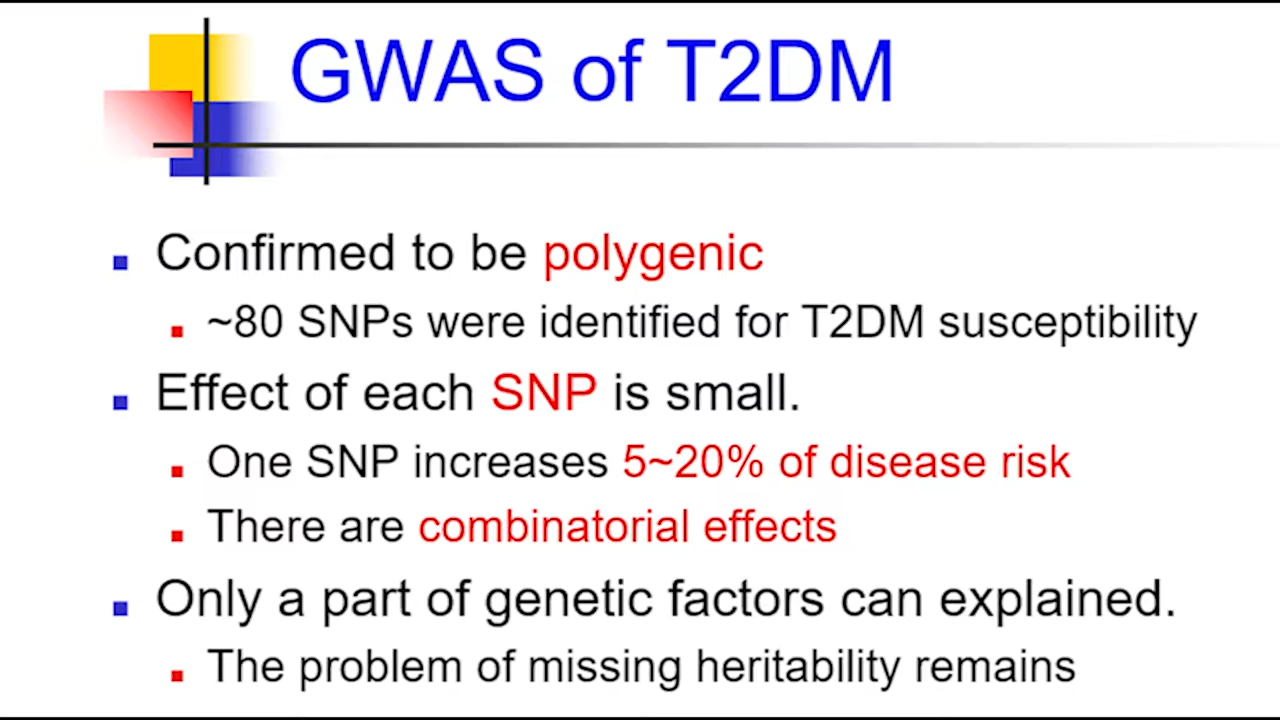 GWAS of T2DM
Confirmed to be polygenic
~80 SNPs were identified for T2DM susceptibility
Effect of each SNP is small.
One SNP increases 5~20% of disease risk
There are combinatorial effects
Only a part of genetic factors can explained.
The problem of missing heritability remains